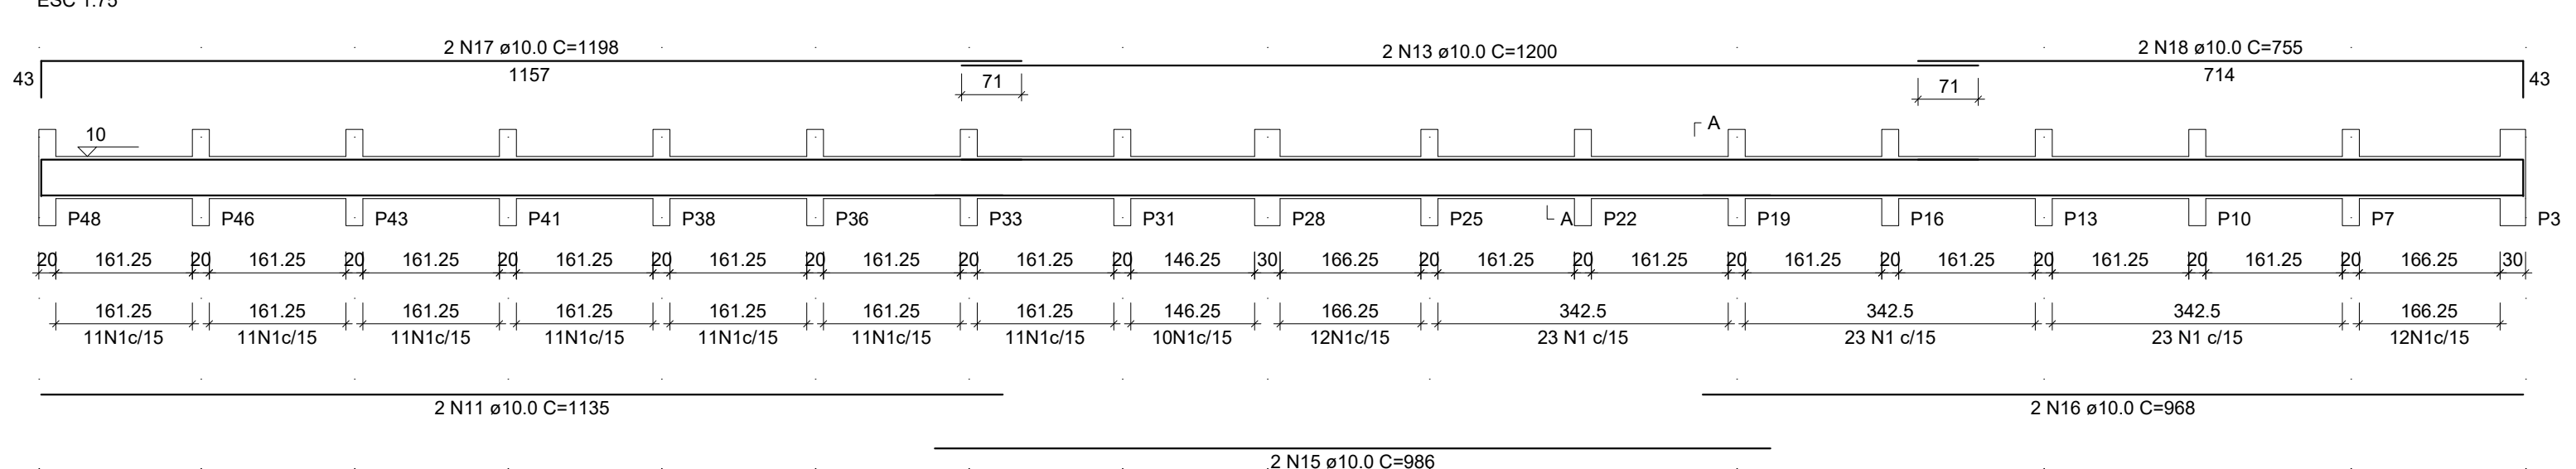 ESC 1:75
2 N17 ø10.0 C=1198
2 N13 ø10.0 C=1200
2 N18 ø10.0 C=755
43
1157
71
71
714
43
10
A
P48 P46 P43 P41 P38 P36 P33 P31 P28 P25 A P22 P19 P16 P13 P10 P7 P3
20 161.25 20 161.25 20 161.25 20 161.25 20 161.25 20 161.25 20 161.25 20 146.25 30 166.25 20 161.25 20 161.25 20 161.25 20 161.25 20 161.25 20 161.25 20 166.25 30
161.25 161.25 161.25 161.25 161.25 161.25 161.25 146.25 166.25 342.5 342.5 342.5 166.25
11N1c/15 11N1c/15 11N1c/15 11N1c/15 11N1c/15 11N1c/15 11N1c/15 10N1c/15 12N1c/15 23 N1 c/15 23 N1 c/15 23 N1 c/15 12N1c/15
2 N11 ø10.0 C=1135
2 N16 ø10.0 C=968
2 N15 ø10.0 C=986